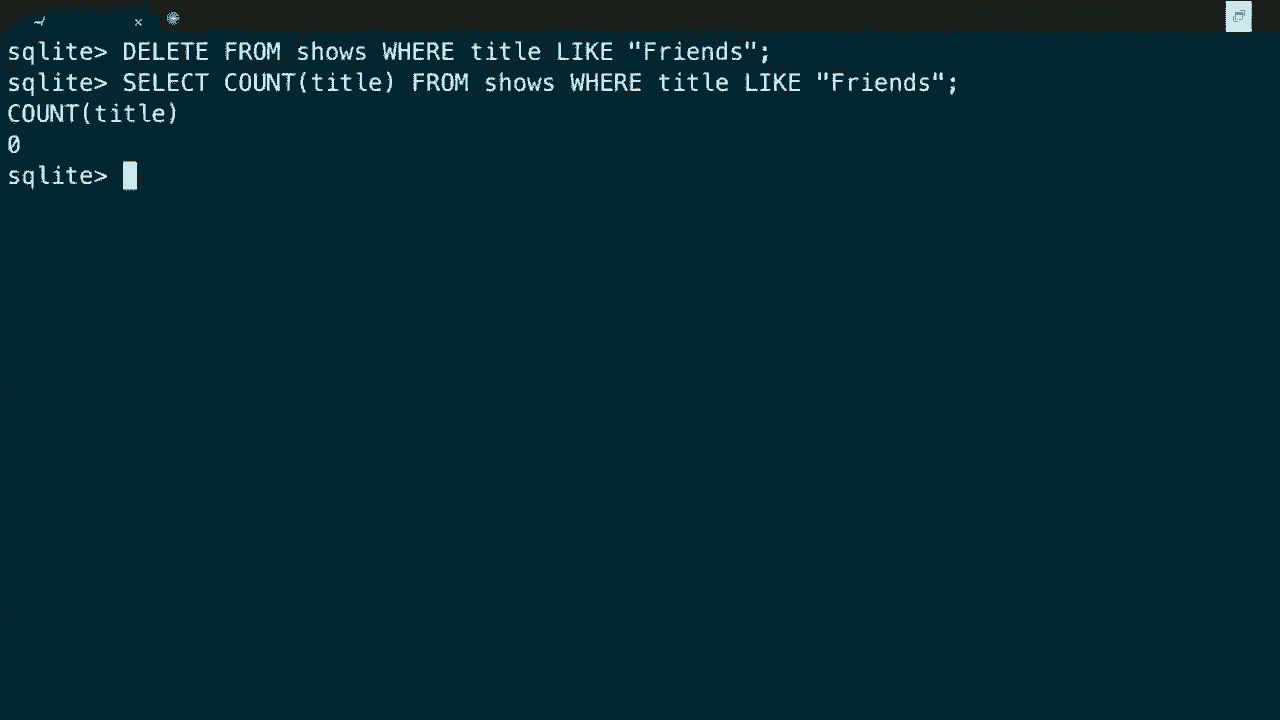 sqlite> DELETE FROM shows WHERE title LIKE "Friends";
sqlite> SELECT COUNT(title) FROM shows WHERE title LIKE "Friends";
COUNT(title)
0
sqlite>